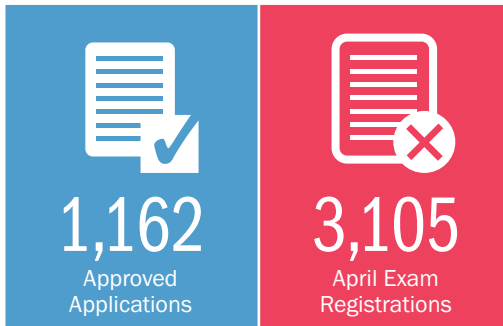 1,162
Approved
Applications
3,105
April Exam
Registrations